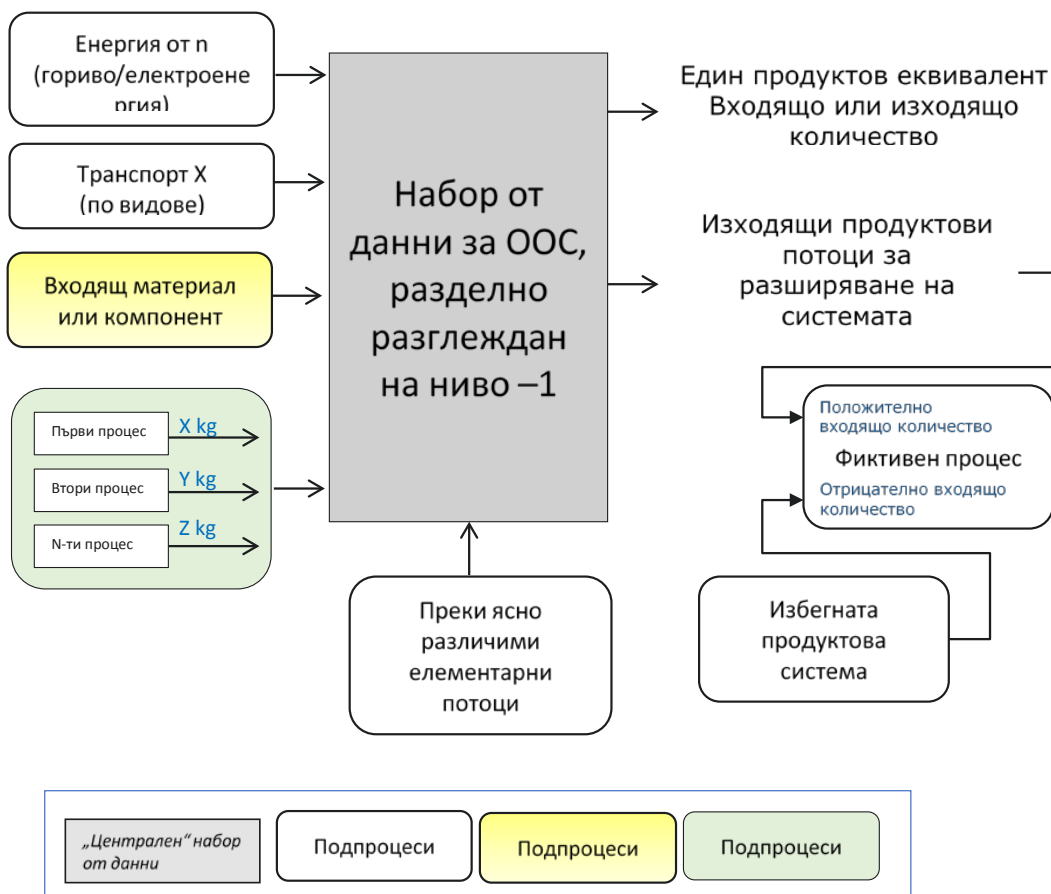 Енергия от n
(гориво/електроене
ргия)
Транспорт X
(по видове)
Входящ материал
или компонент
Първи процес
X kg
Втори процес
Y kg
N-ти процес
Z kg
Набор от
данни за ООС,
разделно
разглеждан
на ниво –1
Преки ясно
различими
елементарни
потоци
Един продуктов еквивалент
Входящо или изходящо
количество
Изходящи продуктови
потоци за
разширяване на
системата
Положително
входящо количество
Фиктивен процес
Отрицателно входящо
количество
Избегната
продуктова
система
„Централен“ набор
от данни
Подпроцеси
Подпроцеси
Подпроцеси